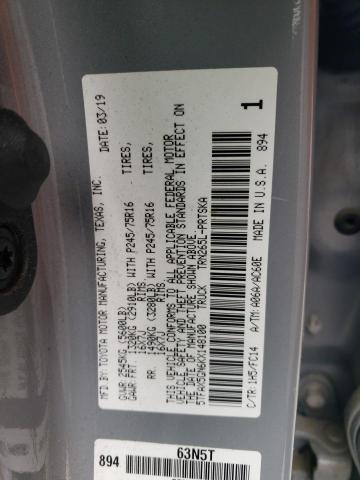 MFD. BY: TOYOTA MOTOR MANUFACTURING, TEXAS, INC. DATE: 03/19
GVWR: 2545KG (5600LB)
GAWR: FRT. 1320KG (2910LB) WITH P245/75R16 TIRES,
16X7J RIMS
RR. 1490KG (3280LB) WITH P245/75R16 TIRES,
16X7J RIMS
THIS VEHICLE CONFORMS TO ALL APPLICABLE FEDERAL MOTOR
VEHICLE SAFETY AND THEFT PREVENTION STANDARDS IN EFFECT ON
THE DATE OF MANUFACTURE SHOWN ABOVE.
5TFAX5GN6KX148100 TRUCK TRN265L-PRTSKA
1
C/TR: 1H5/FC14 A/TM: A06A/AC60E MADE IN U.S.A. 894
894 63N5T